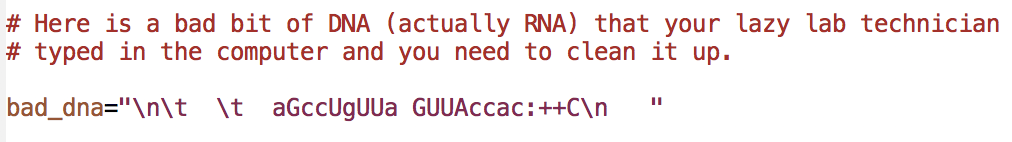 # Here is a bad bit of DNA (actually RNA) that your lazy lab technician
# typed in the computer and you need to clean it up.
bad_dna="\n\t  \t  aGccUgUUa GUUAccac:++C\n   "